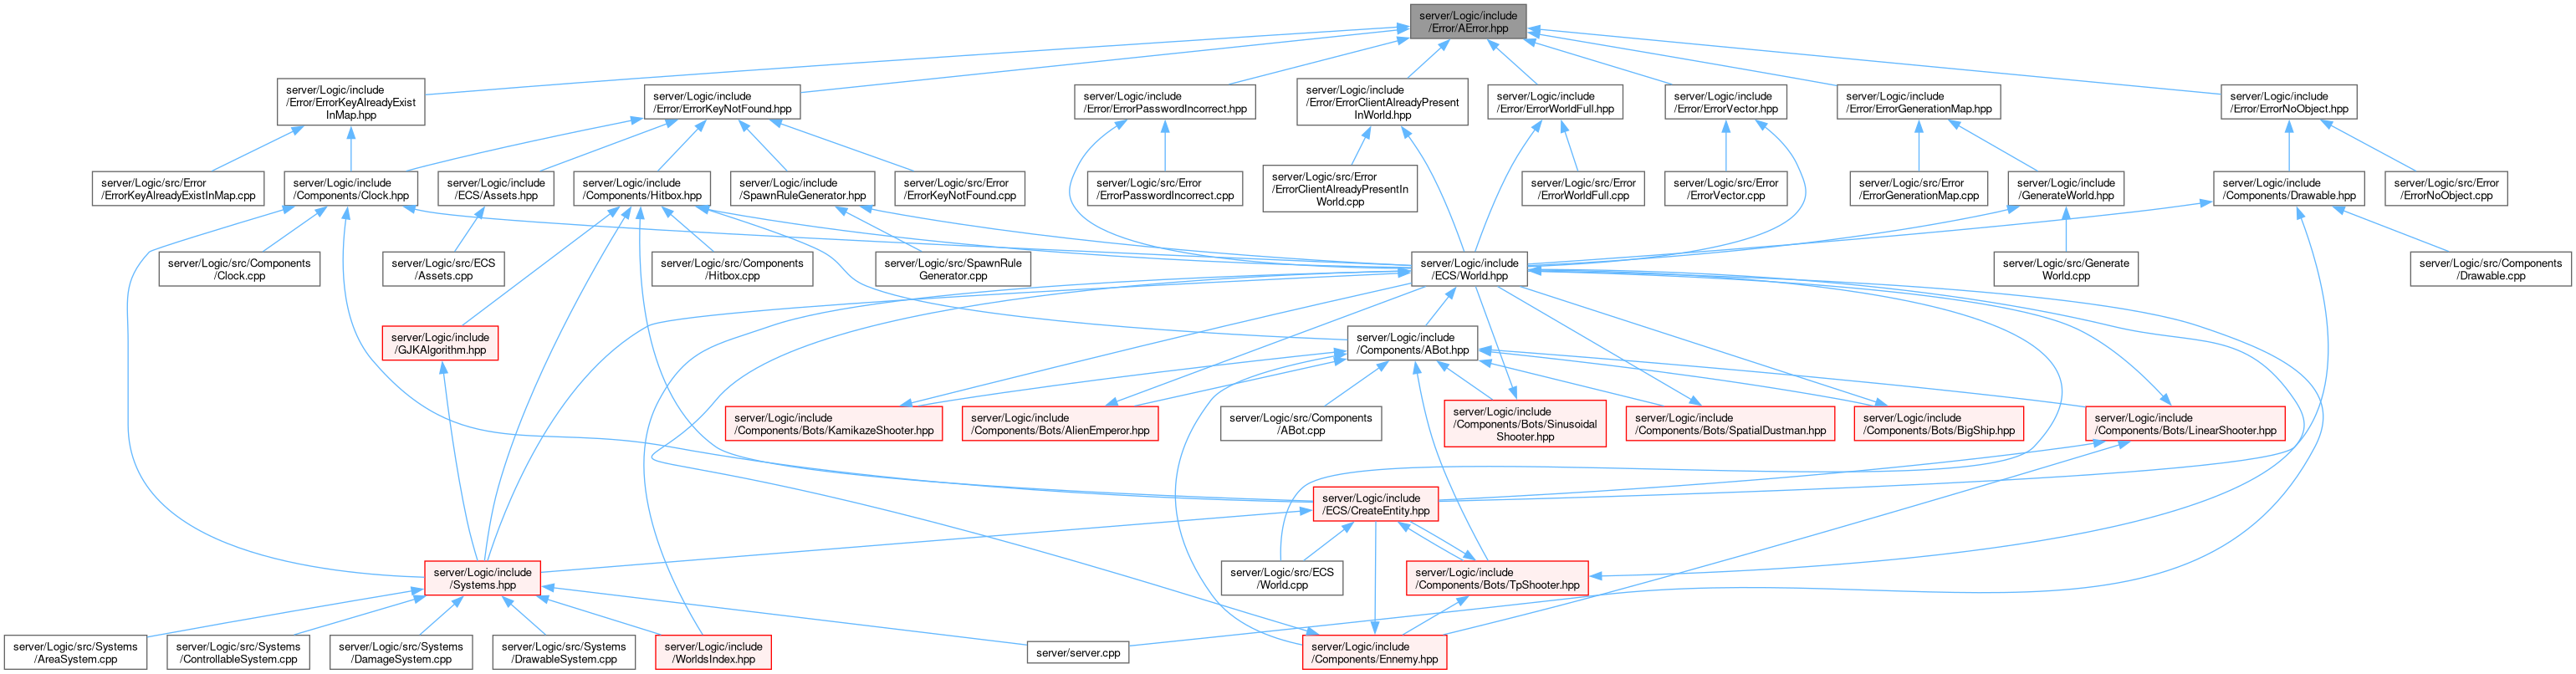 server/Logic/include
/Error/AError.hpp
server/Logic/include
/Error/ErrorKeyAlreadyExist
InMap.hpp
server/Logic/include
/Error/ErrorKeyNotFound.hpp
server/Logic/include
/Error/ErrorPasswordIncorrect.hpp
server/Logic/include
/Error/ErrorClientAlreadyPresent
InWorld.hpp
server/Logic/include
/Error/ErrorWorldFull.hpp
server/Logic/include
/Error/ErrorVector.hpp
server/Logic/include
/Error/ErrorGenerationMap.hpp
server/Logic/include
/Error/ErrorNoObject.hpp
server/Logic/src/Error
/ErrorKeyAlreadyExistInMap.cpp
server/Logic/include
/Components/Clock.hpp
server/Logic/include
/ECS/Assets.hpp
server/Logic/include
/Components/Hitbox.hpp
server/Logic/include
/SpawnRuleGenerator.hpp
server/Logic/src/Error
/ErrorKeyNotFound.cpp
server/Logic/src/Error
/ErrorPasswordIncorrect.cpp
server/Logic/src/Error
/ErrorClientAlreadyPresentIn
World.cpp
server/Logic/src/Error
/ErrorWorldFull.cpp
server/Logic/src/Error
/ErrorVector.cpp
server/Logic/src/Error
/ErrorGenerationMap.cpp
server/Logic/include
/GenerateWorld.hpp
server/Logic/include
/Components/Drawable.hpp
server/Logic/src/Error
/ErrorNoObject.cpp
server/Logic/src/Components
/Clock.cpp
server/Logic/src/ECS
/Assets.cpp
server/Logic/src/Components
/Hitbox.cpp
server/Logic/src/SpawnRule
Generator.cpp
server/Logic/include
/ECS/World.hpp
server/Logic/src/Generate
World.cpp
server/Logic/src/Components
/Drawable.cpp
server/Logic/include
/GJKAlgorithm.hpp
server/Logic/include
/Components/ABot.hpp
server/Logic/include
/Components/Bots/KamikazeShooter.hpp
server/Logic/include
/Components/Bots/AlienEmperor.hpp
server/Logic/src/Components
/ABot.cpp
server/Logic/include
/Components/Bots/Sinusoidal
Shooter.hpp
server/Logic/include
/Components/Bots/SpatialDustman.hpp
server/Logic/include
/Components/Bots/BigShip.hpp
server/Logic/include
/Components/Bots/LinearShooter.hpp
server/Logic/include
/ECS/CreateEntity.hpp
server/Logic/include
/Systems.hpp
server/Logic/src/ECS
/World.cpp
server/Logic/include
/Components/Bots/TpShooter.hpp
server/Logic/src/Systems
/AreaSystem.cpp
server/Logic/src/Systems
/ControllableSystem.cpp
server/Logic/src/Systems
/DamageSystem.cpp
server/Logic/src/Systems
/DrawableSystem.cpp
server/Logic/include
/WorldsIndex.hpp
server/server.cpp
server/Logic/include
/Components/Ennemy.hpp